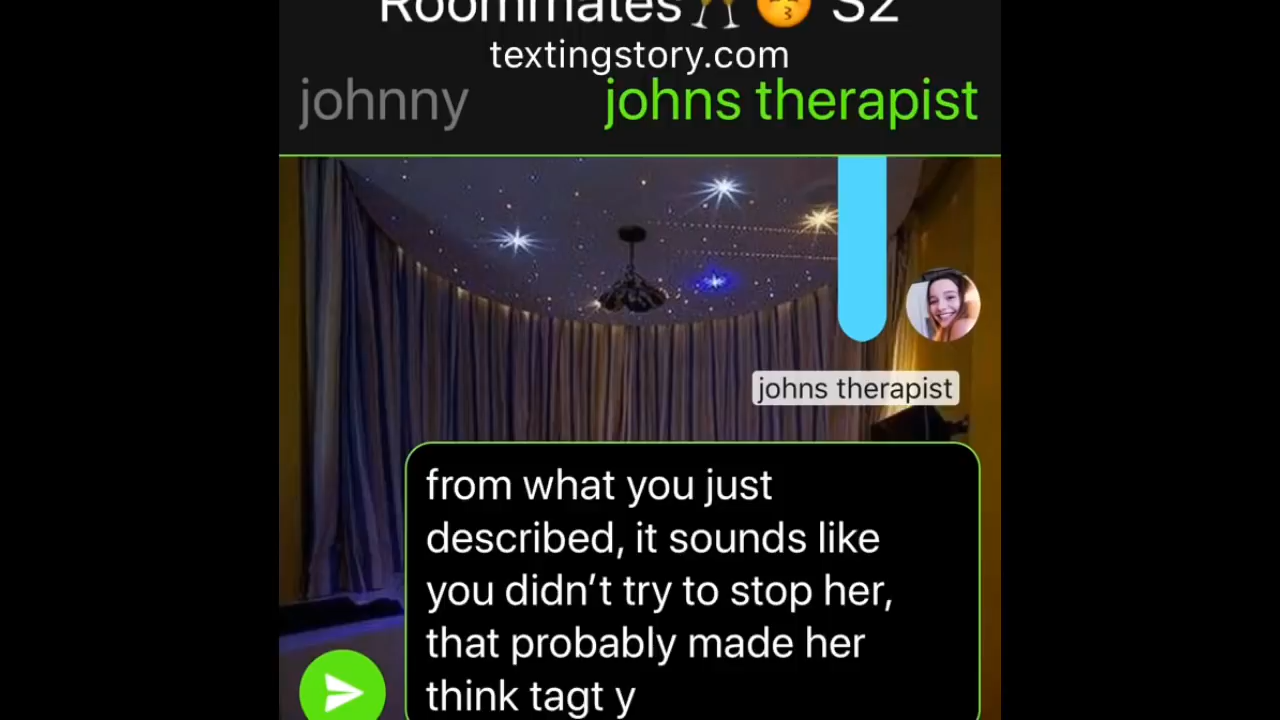 Roommates🥂😚 S2
textingstory.com
johnny johns therapist
johns therapist
from what you just
described, it sounds like
you didn’t try to stop her,
that probably made her
think tagt y